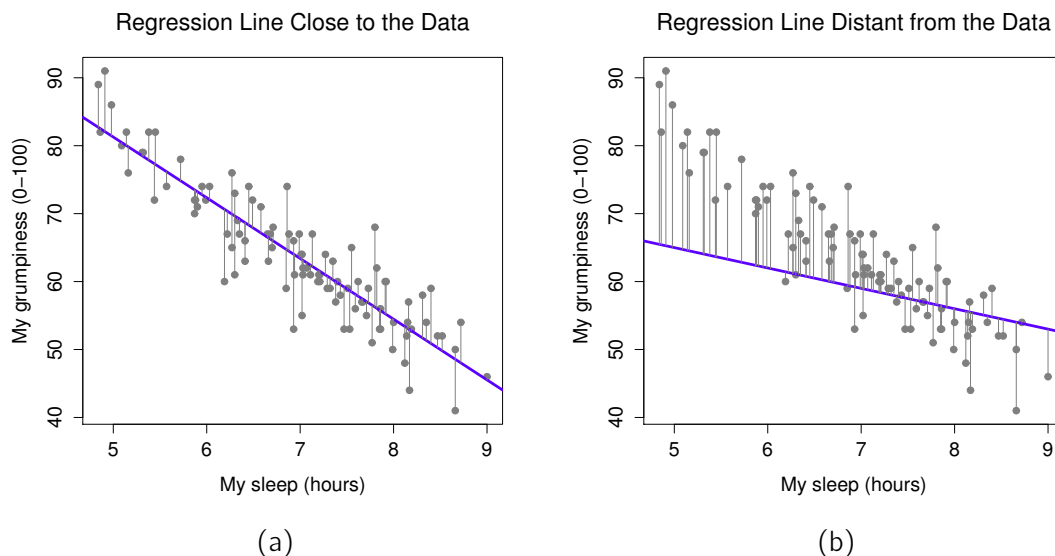 Regression Line Close to the Data
90
80
70
60
50
40
My grumpiness (0−100)
5 6 7 8 9
My sleep (hours)
(a)
Regression Line Distant from the Data
90
80
70
60
50
40
My grumpiness (0−100)
5 6 7 8 9
My sleep (hours)
(b)